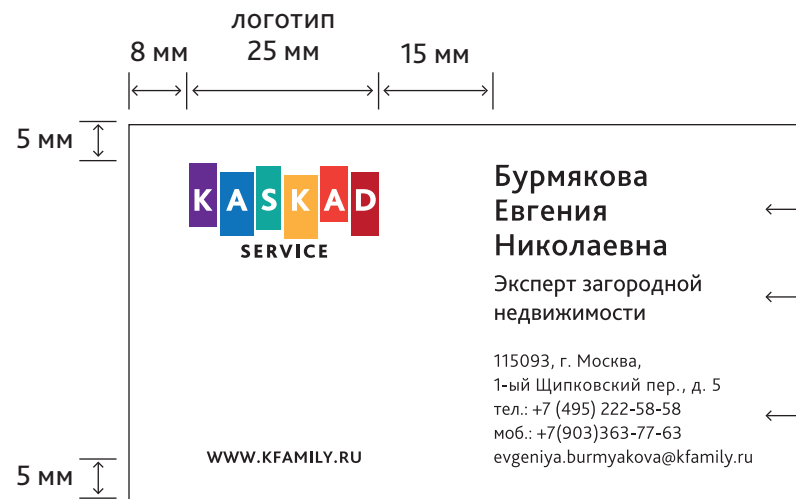 логотип
8 мм 25 мм 15 мм
5 мм
KASKAD
SERVICE
Бурмякова
Евгения
Николаевна
Эксперт загородной
недвижимости
115093, г. Москва,
1-ый Щипковский пер., д. 5
тел.: +7 (495) 222-58-58
моб.: +7(903)363-77-63
evgeniya.burmyakova@kfamily.ru
WWW.KFAMILY.RU
5 мм